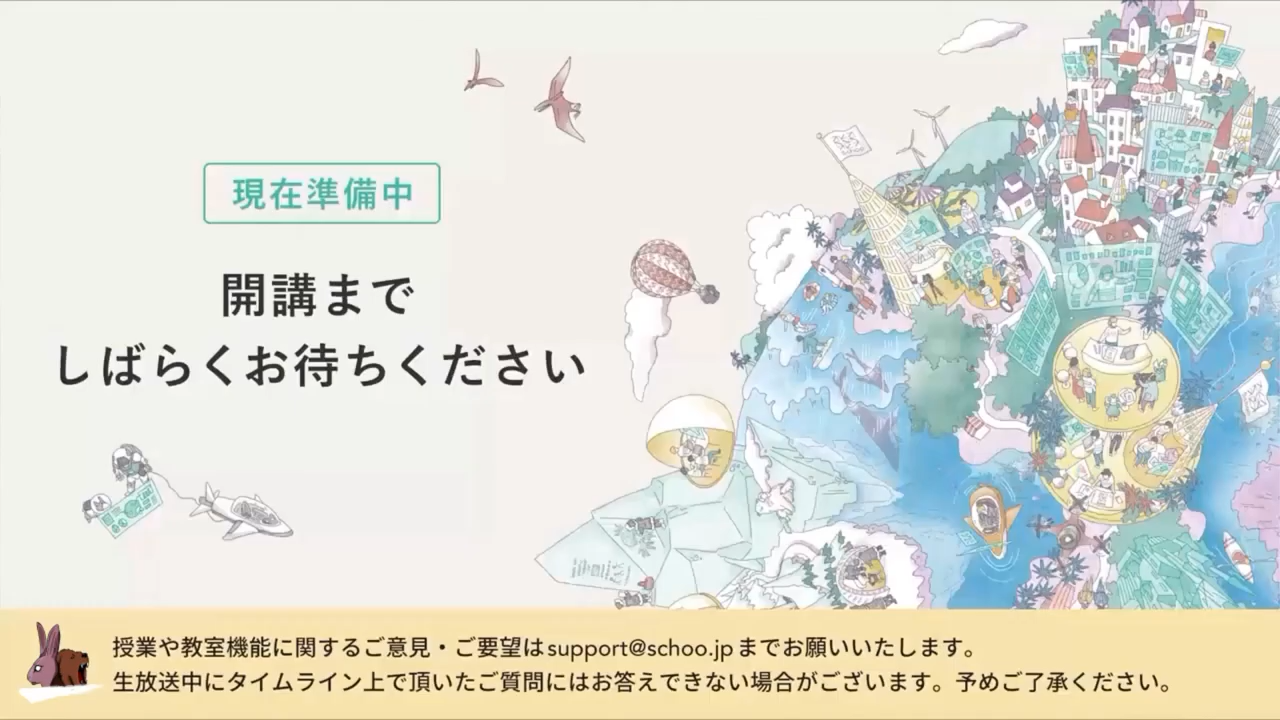 現在準備中
開講まで
しばらくお待ちください
授業や教室機能に関するご意見・ご要望はsupport@schoo.jpまでお願いいたします。
生放送中にタイムライン上で頂いたご質問にはお答えできない場合がございます。予めご了承ください。